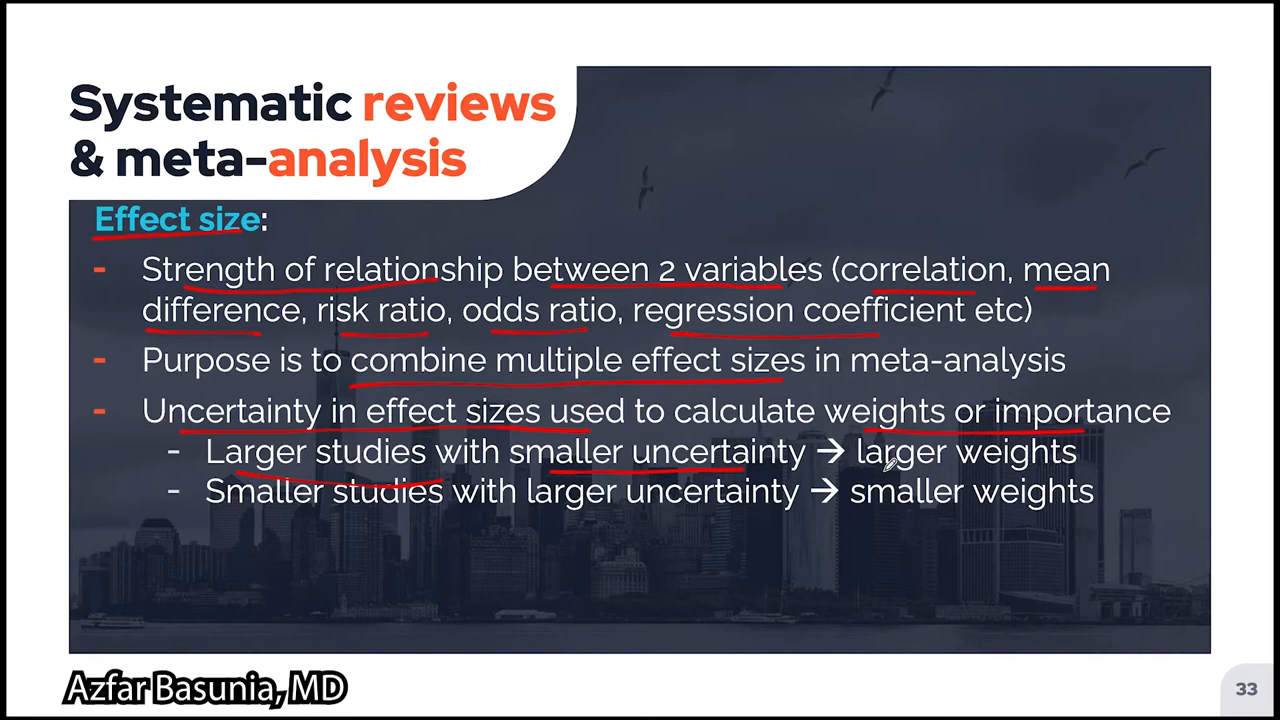 Systematic reviews
& meta-analysis
Effect size:
- Strength of relationship between 2 variables (correlation, mean
difference, risk ratio, odds ratio, regression coefficient etc)
- Purpose is to combine multiple effect sizes in meta-analysis
- Uncertainty in effect sizes used to calculate weights or importance
- Larger studies with smaller uncertainty → larger weights
- Smaller studies with larger uncertainty → smaller weights
Azfar Basunia, MD
33